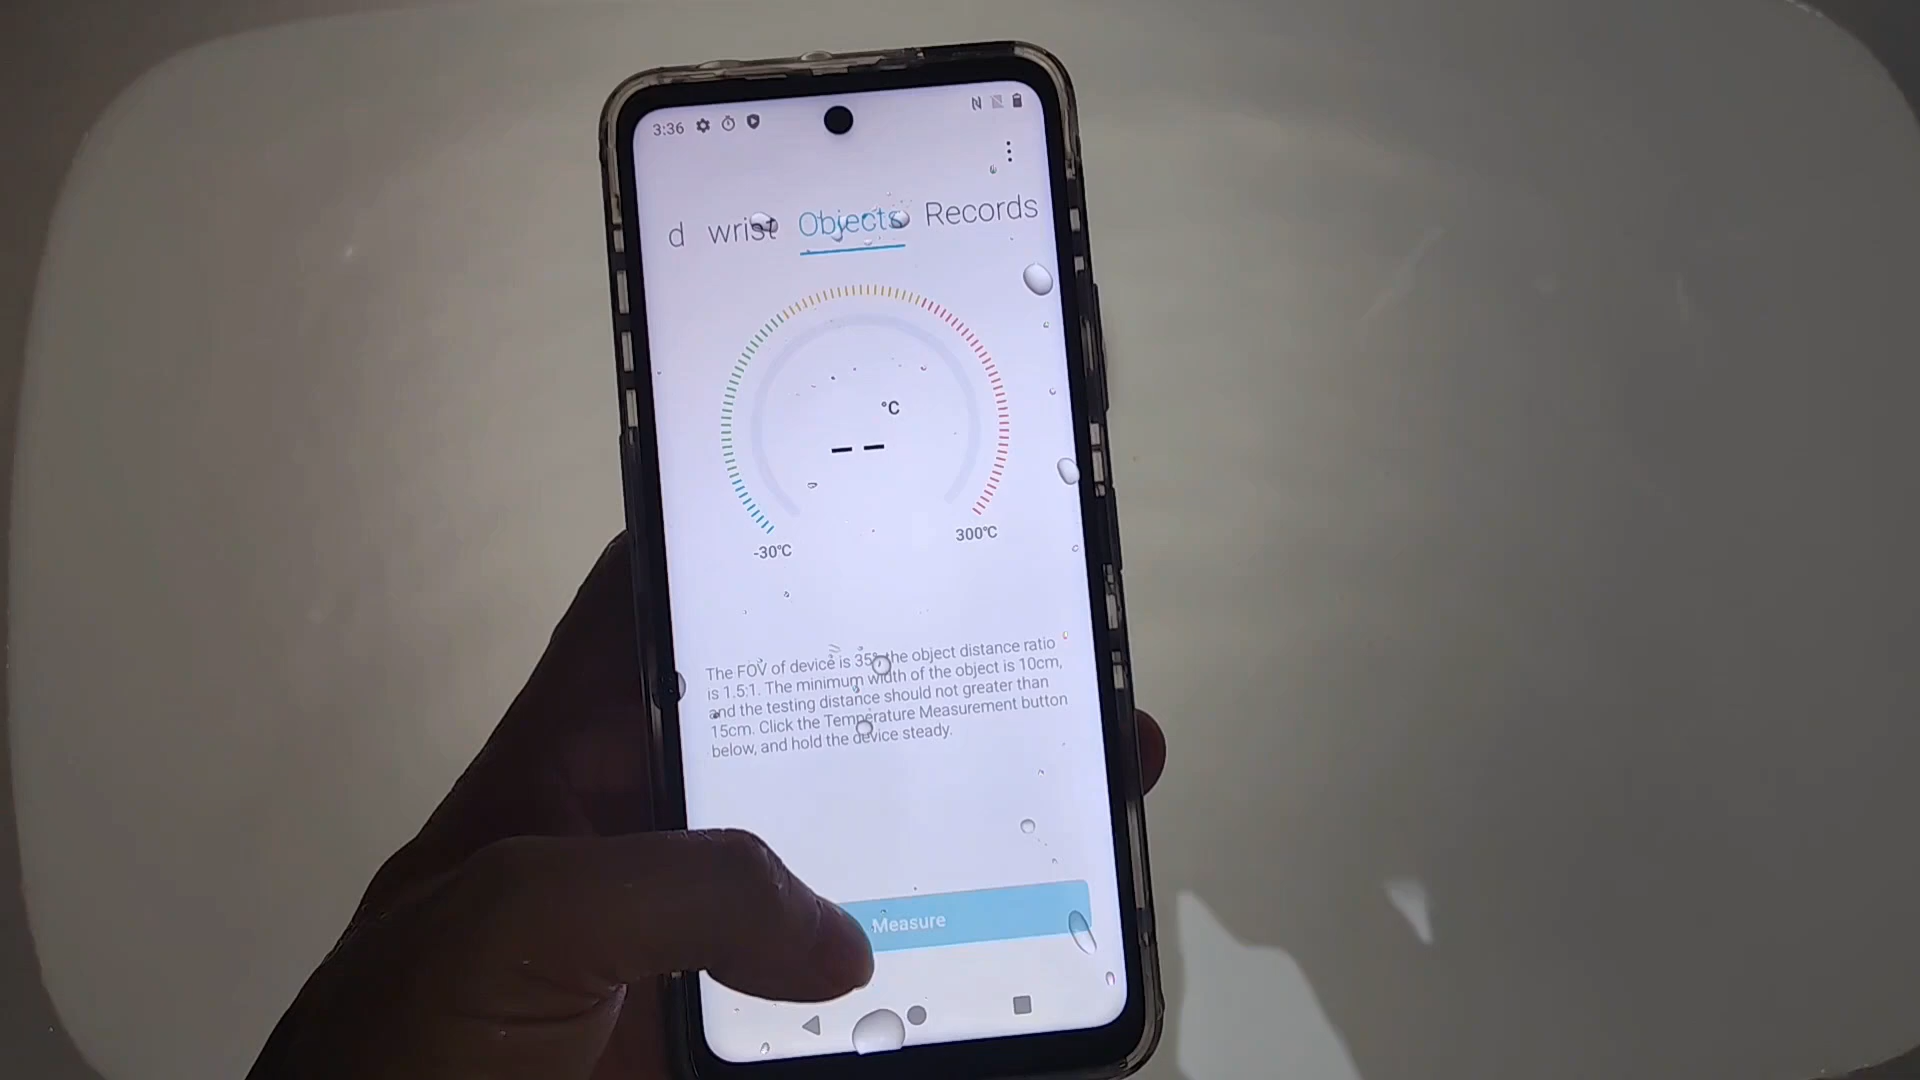 3:36
d wrist Objects Records
°C
--
-30°C
300°C
The FOV of device is 35°, the object distance ratio
is 1.5:1. The minimum width of the object is 10cm,
and the testing distance should not greater than
15cm. Click the Temperature Measurement button
below, and hold the device steady.
Measure